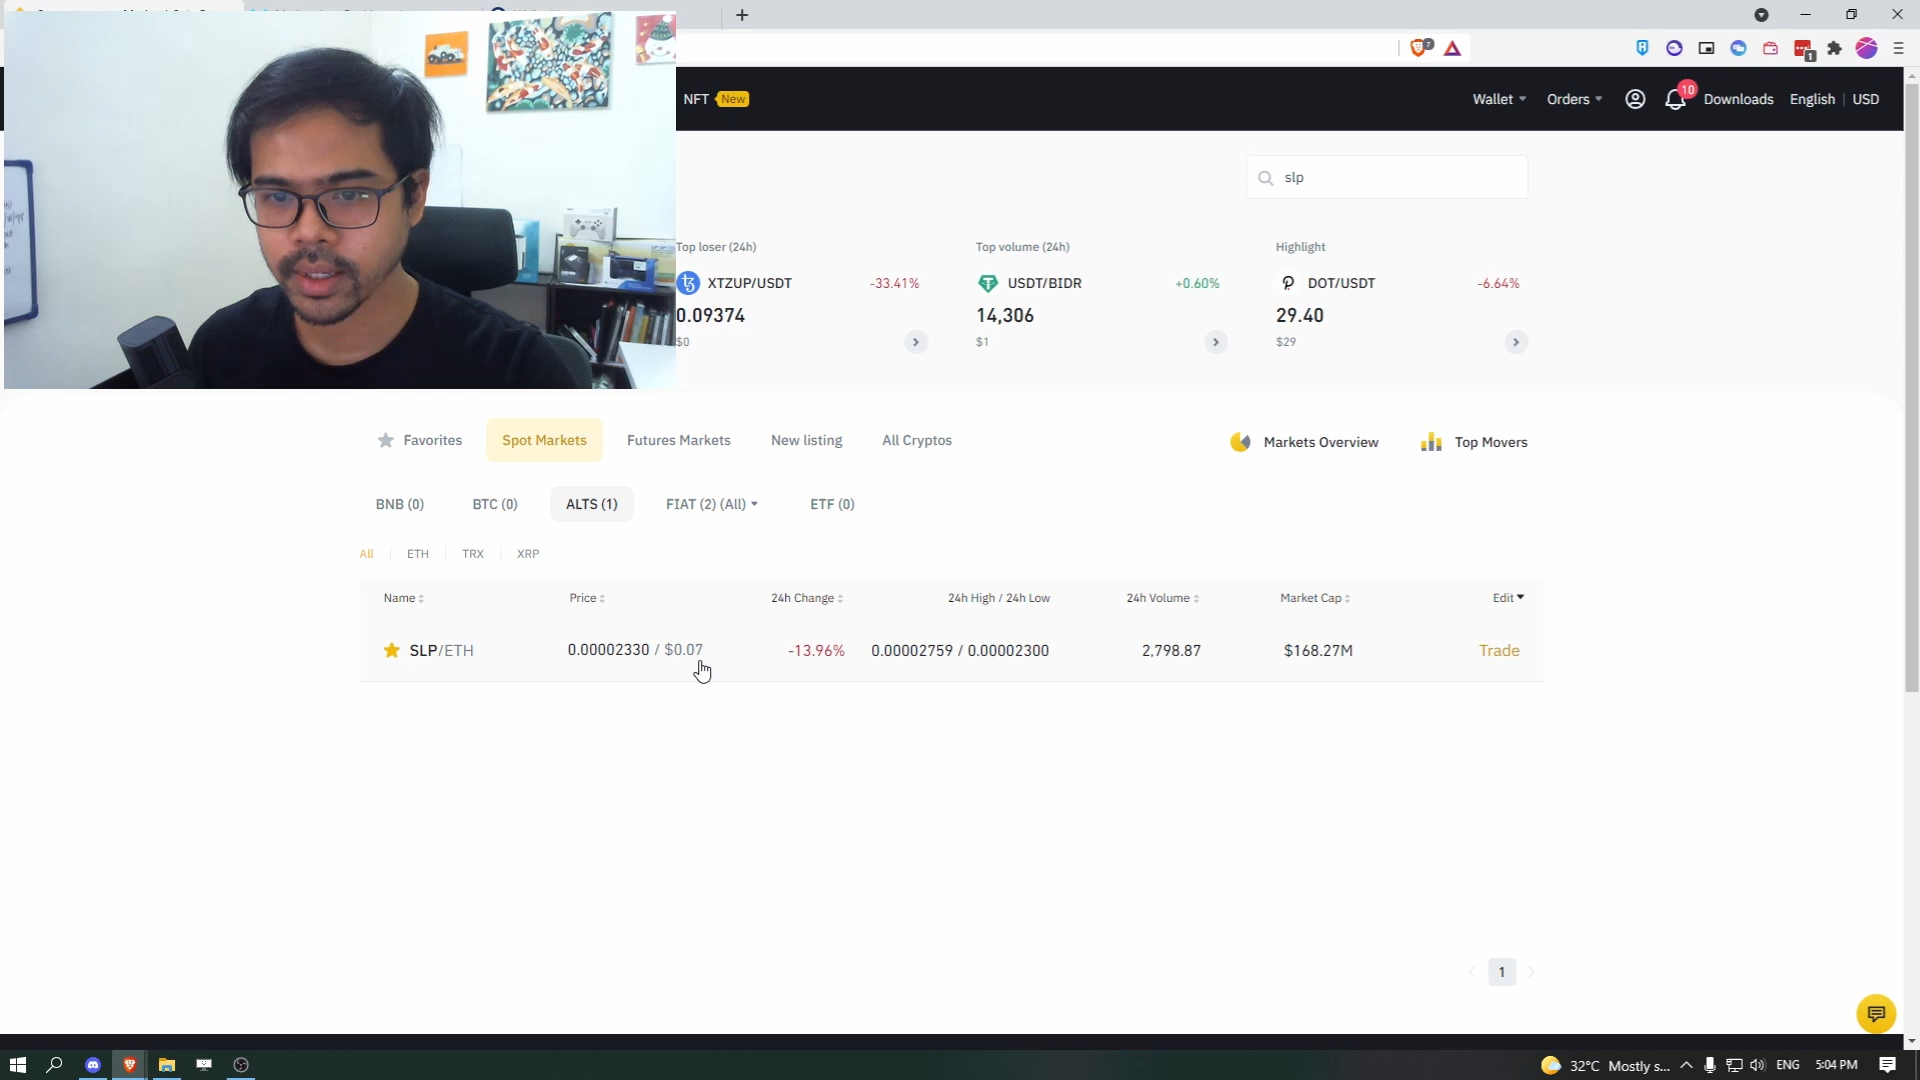 NFT New
Wallet Orders 10 Downloads English | USD
7
1
slp
Top loser (24h) Top volume (24h) Highlight
XTZUP/USDT -33.41% USDT/BIDR +0.60% DOT/USDT -6.64%
0.09374 14,306 29.40
$0 $1 $29
Favorites Spot Markets Futures Markets New listing All Cryptos Markets Overview Top Movers
BNB (0) BTC (0) ALTS (1) FIAT (2) (All) ETF (0)
All ETH TRX XRP
Name Price 24h Change 24h High / 24h Low 24h Volume Market Cap Edit
SLP/ETH 0.00002330 / $0.07 -13.96% 0.00002759 / 0.00002300 2,798.87 $168.27M Trade
1
32°C Mostly s... ENG 5:04 PM